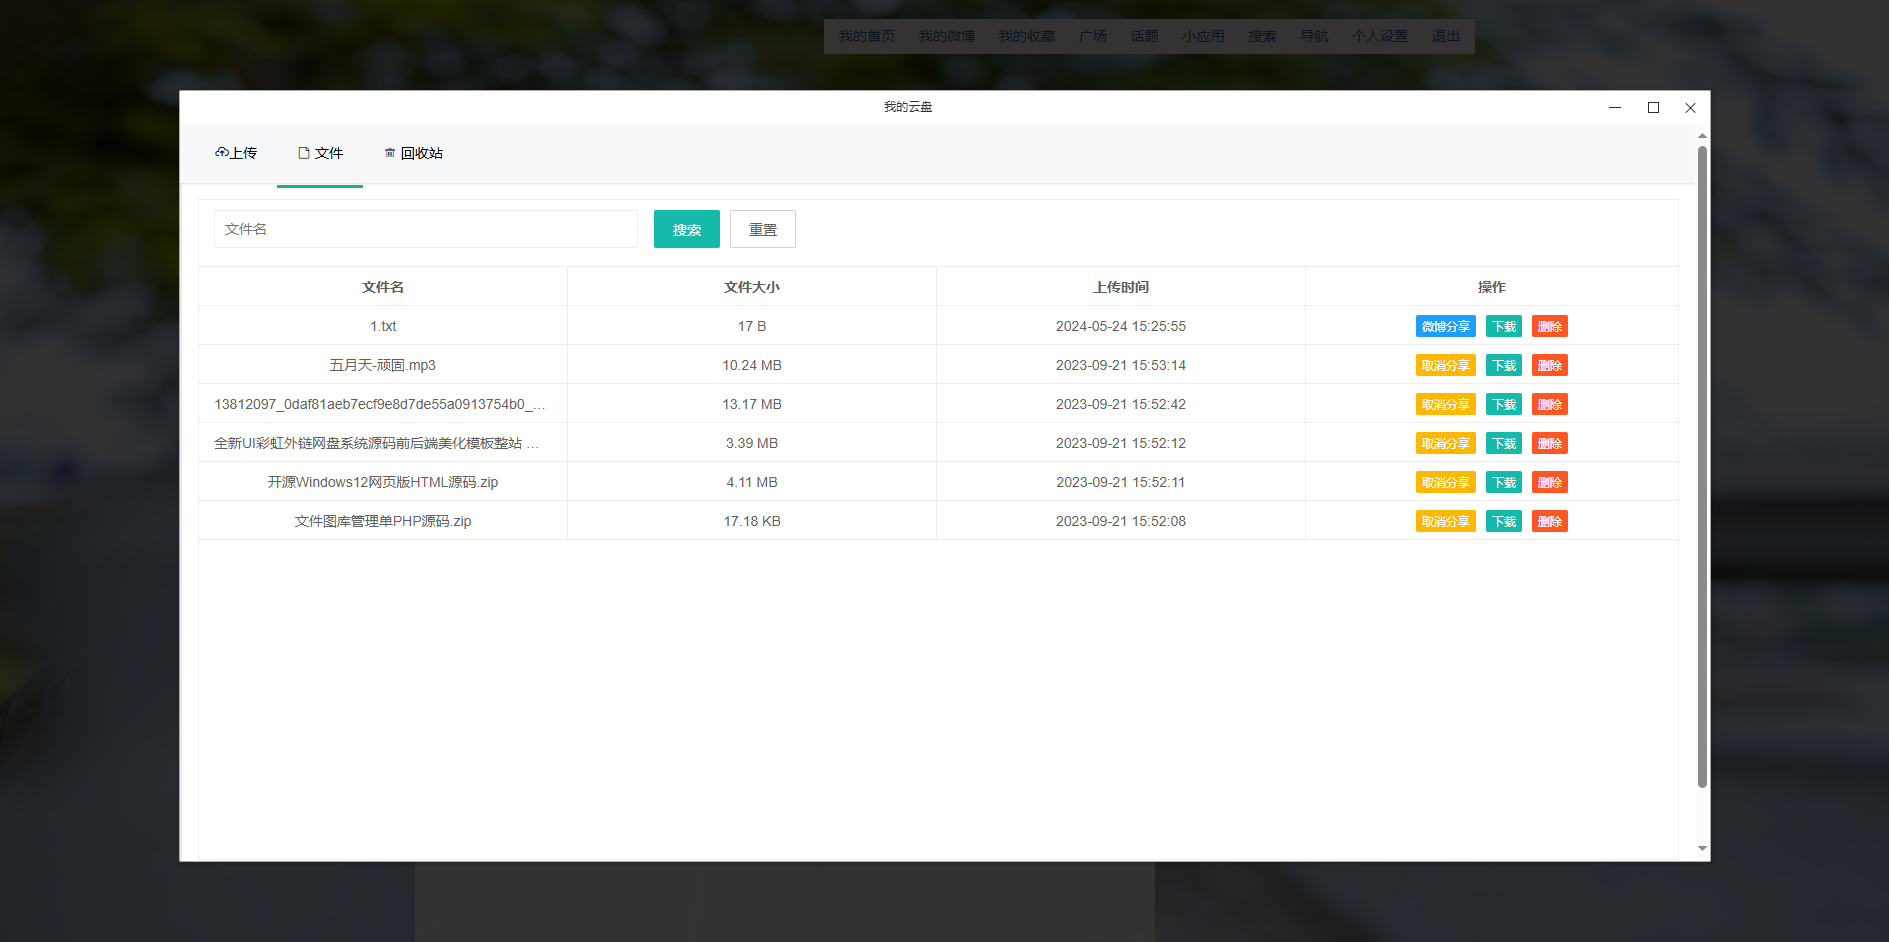 我的首页 我的微博 我的收藏 广场 话题 小应用 搜索 导航 个人设置 退出
我的云盘
上传 文件 回收站
文件名 搜索 重置
文件名 文件大小 上传时间 操作
1.txt 17 B 2024-05-24 15:25:55 微博分享 下载 删除
五月天-顽固.mp3 10.24 MB 2023-09-21 15:53:14 取消分享 下载 删除
13812097_0daf81aeb7ecf9e8d7de55a0913754b0_... 13.17 MB 2023-09-21 15:52:42 取消分享 下载 删除
全新UI彩虹外链网盘系统源码前后端美化模板整站 ... 3.39 MB 2023-09-21 15:52:12 取消分享 下载 删除
开源Windows12网页版HTML源码.zip 4.11 MB 2023-09-21 15:52:11 取消分享 下载 删除
文件图库管理单PHP源码.zip 17.18 KB 2023-09-21 15:52:08 取消分享 下载 删除